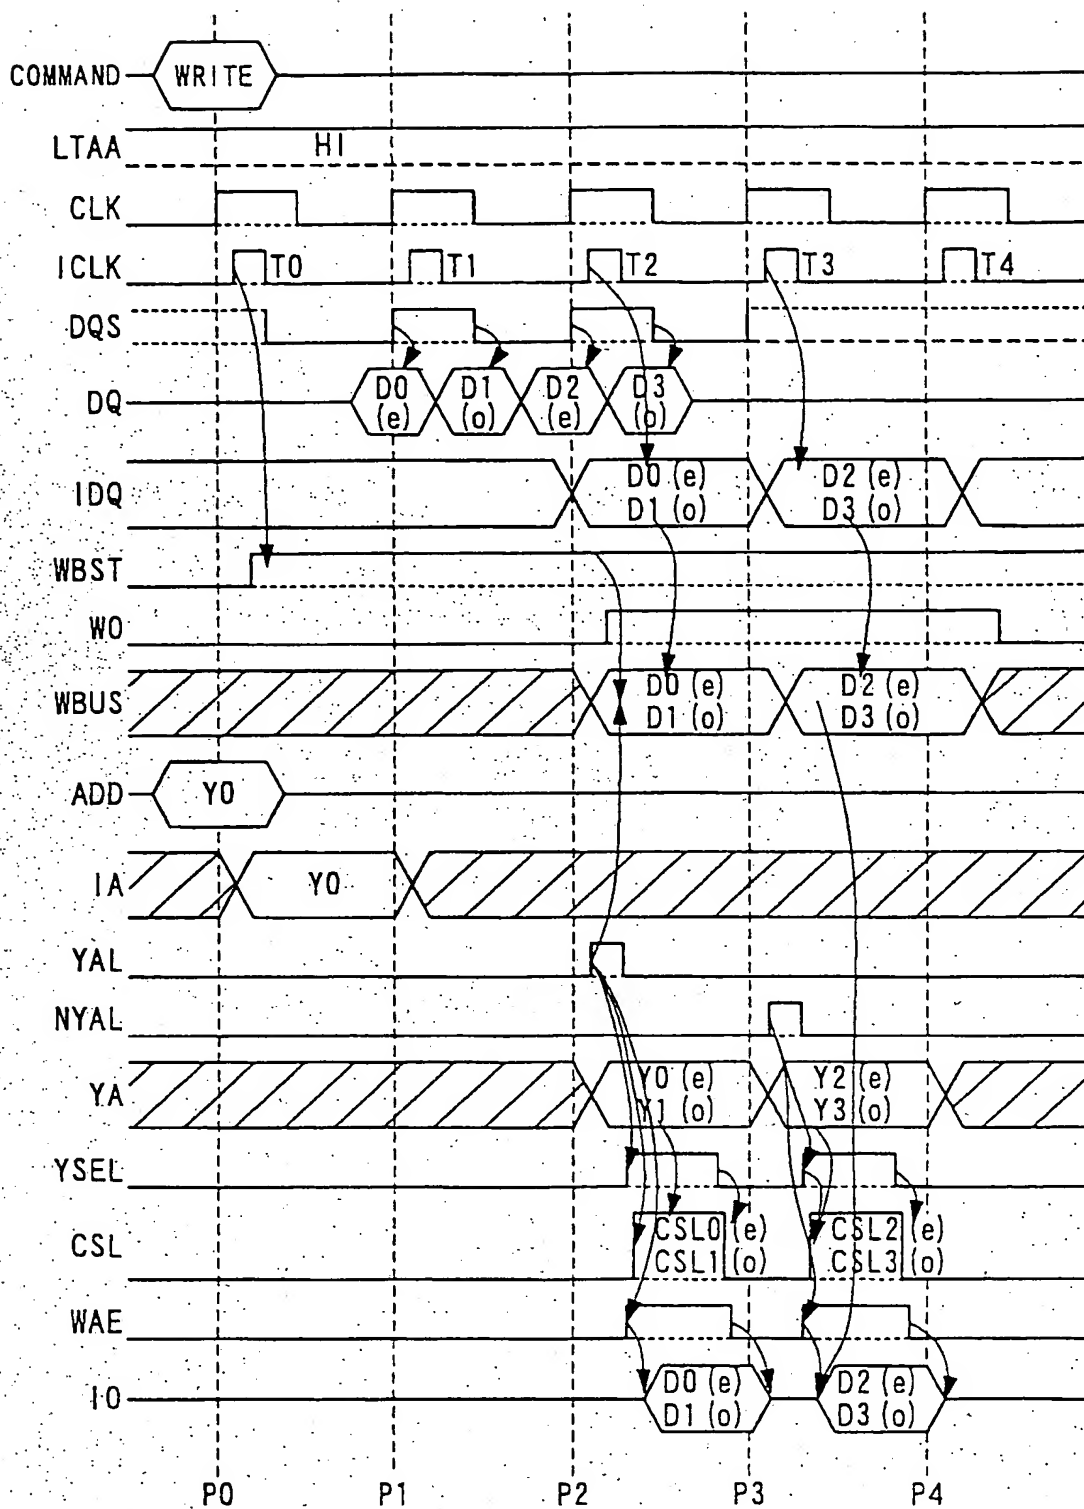 COMMAND WRITE
LTAA HI
CLK
ICLK T0 T1 T2 T3 T4
DQS
DQ D0 D1 D2 D3
(e) (o) (e) (o)
IDQ D0 (e) D2 (e)
D1 (o) D3 (o)
WBST
W0
WBUS D0 (e) D2 (e)
D1 (o) D3 (o)
ADD Y0
IA Y0
YAL
NYAL
YA Y0 (e) Y2 (e)
Y1 (o) Y3 (o)
YSEL
CSL CSL0 (e) CSL2 (e)
CSL1 (o) CSL3 (o)
WAE
IO D0 (e) D2 (e)
D1 (o) D3 (o)
P0 P1 P2 P3 P4